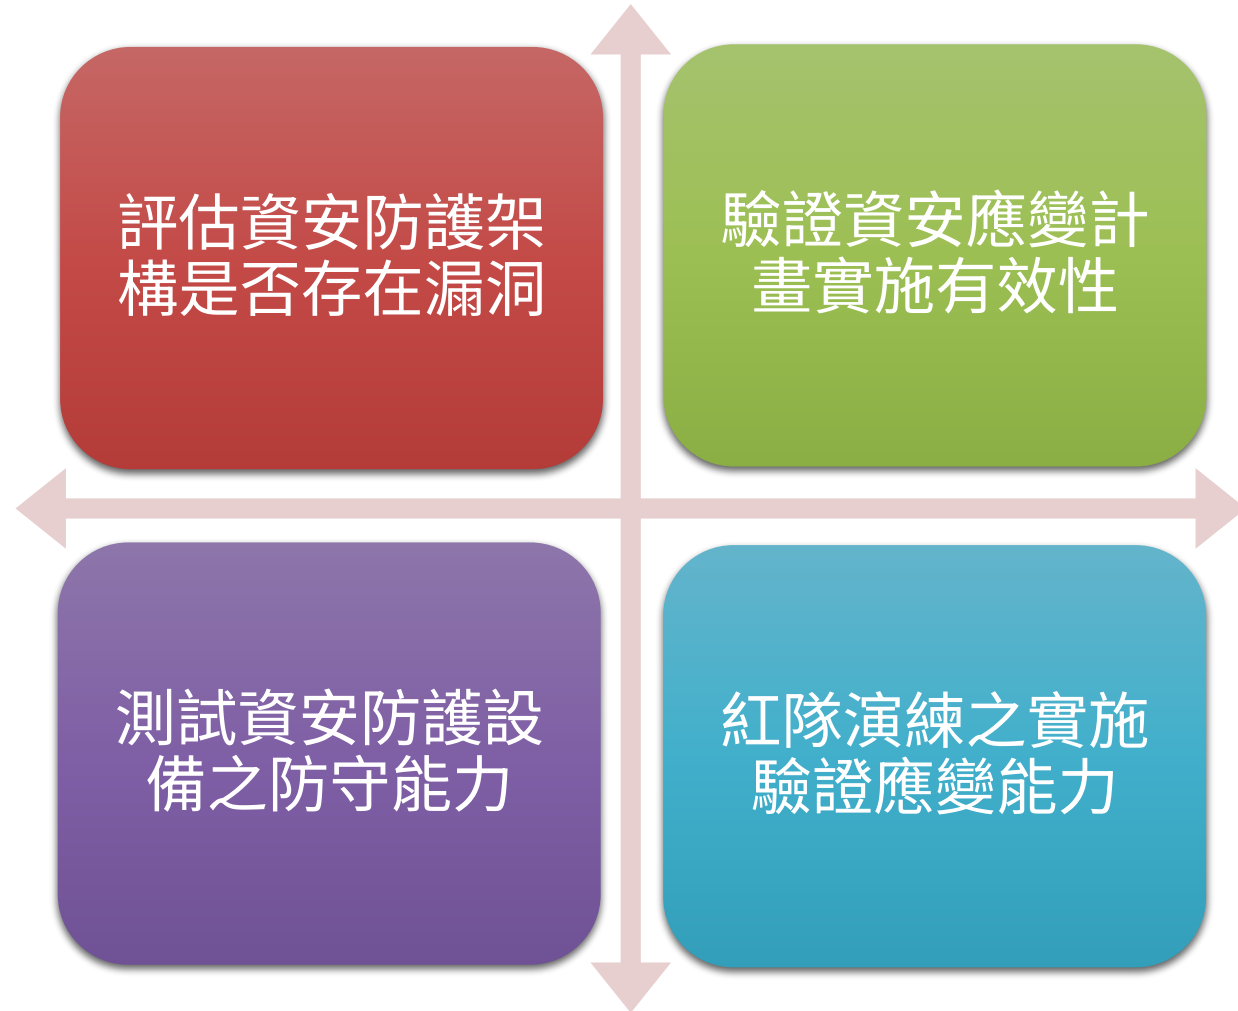 評估資安防護架
構是否存在漏洞
驗證資安應變計
畫實施有效性
測試資安防護設
備之防守能力
紅隊演練之實施
驗證應變能力